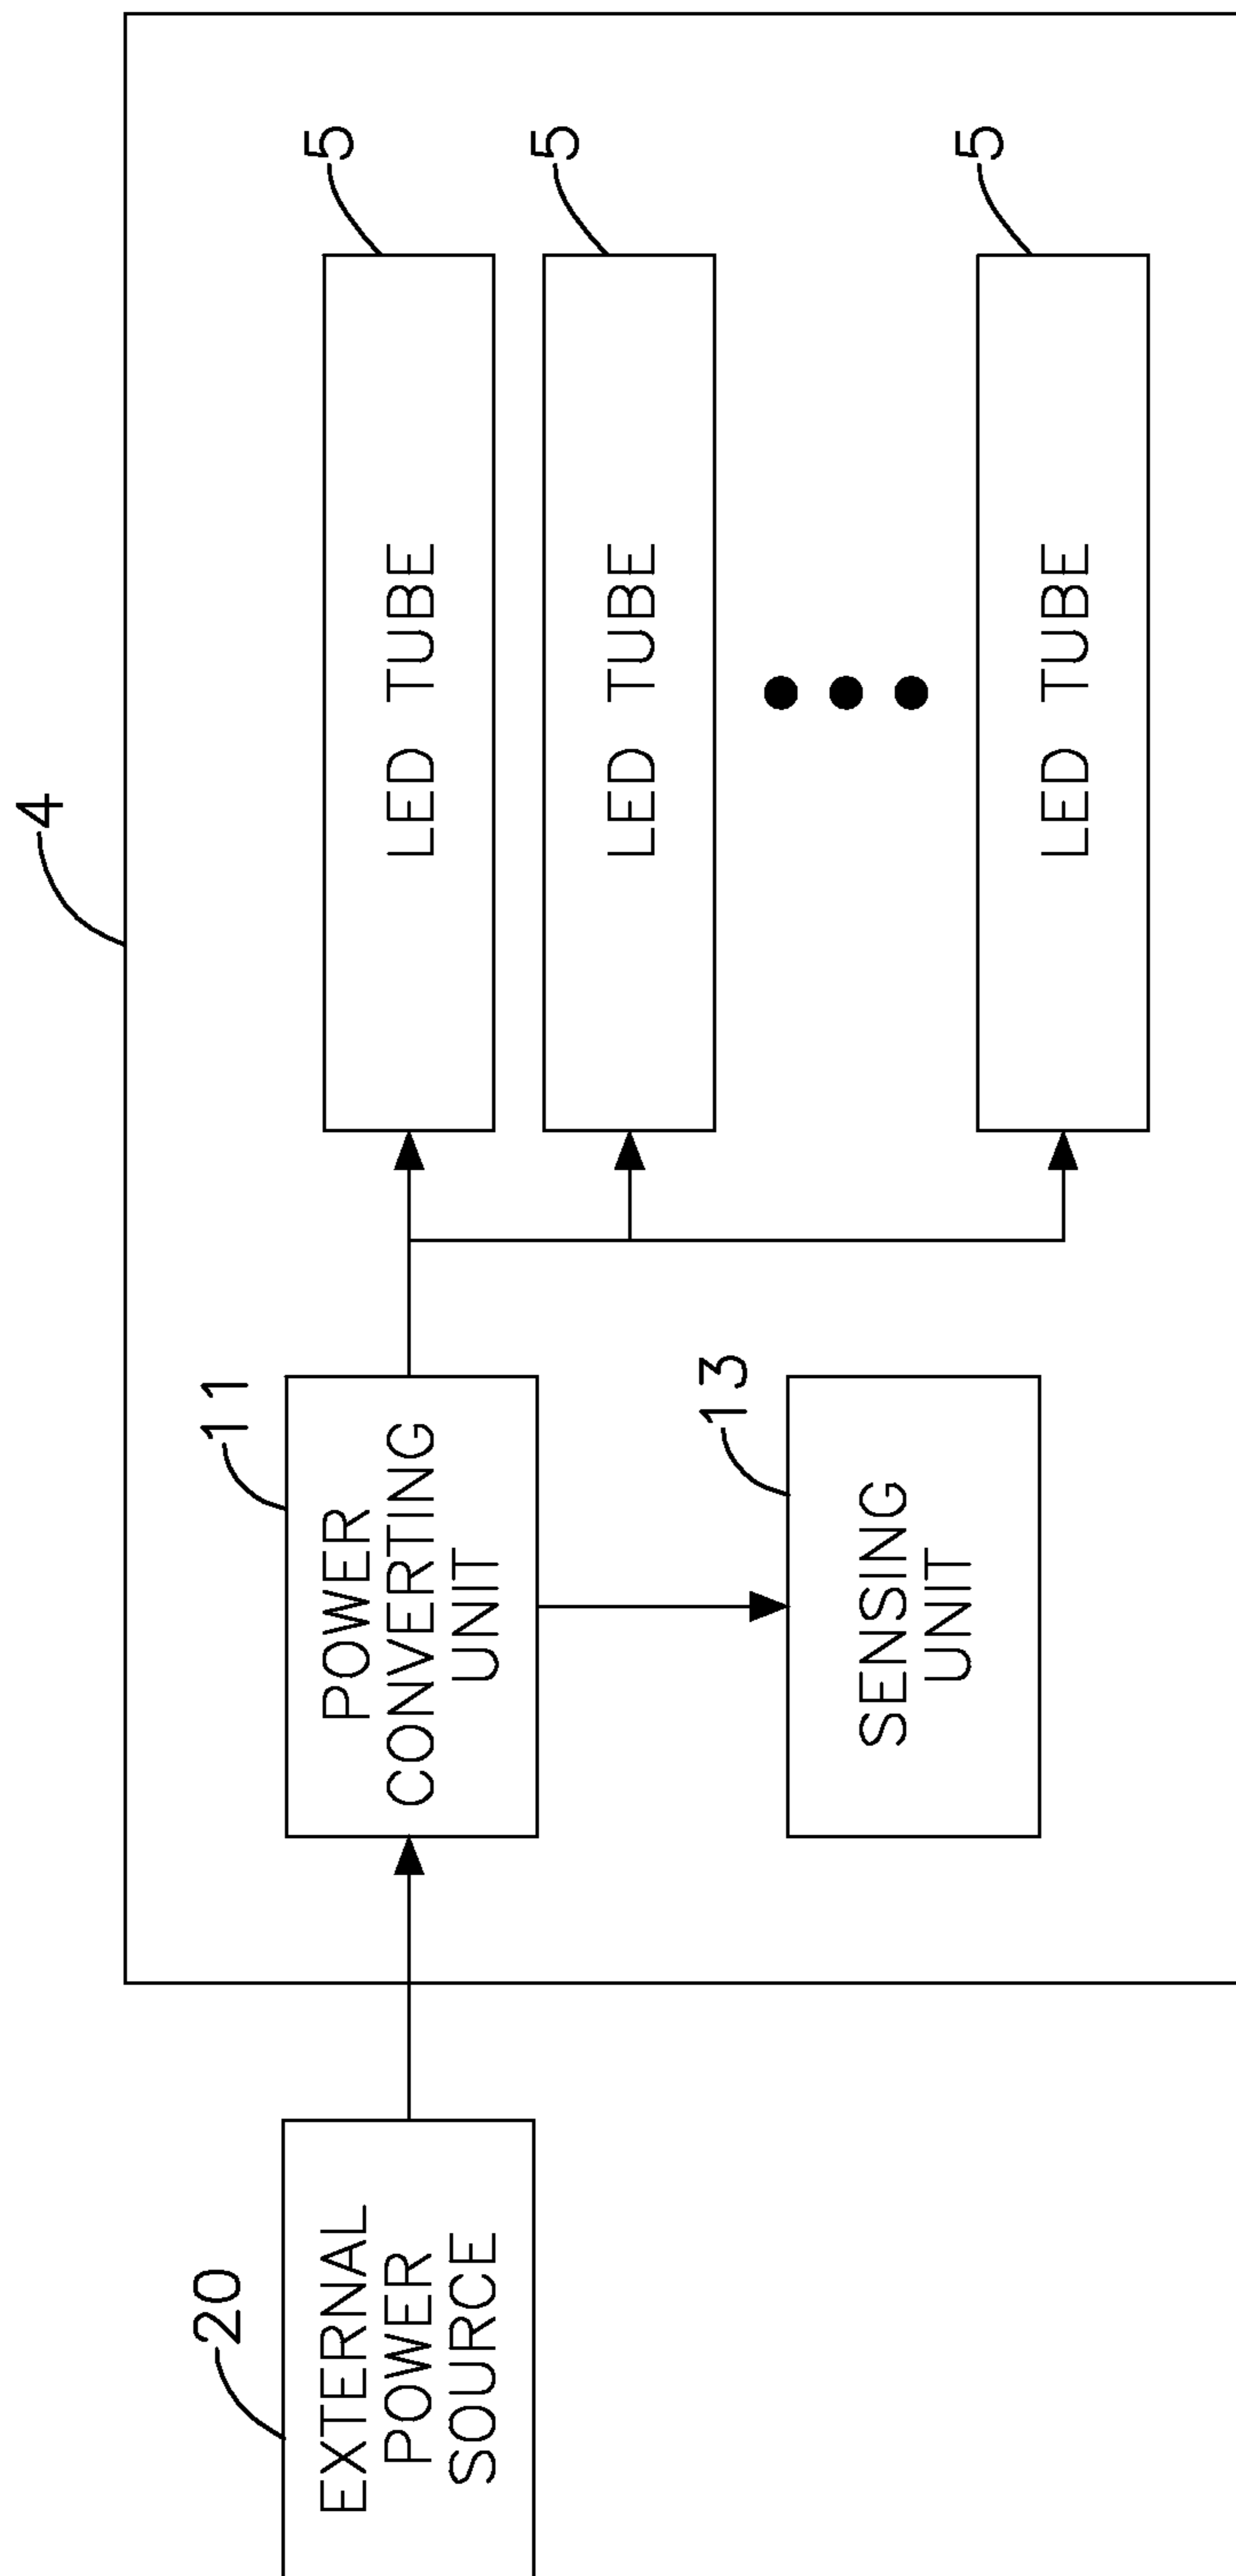 4
20
EXTERNAL
POWER
SOURCE
11
POWER
CONVERTING
UNIT
13
SENSING
UNIT
5
LED TUBE
5
LED TUBE
5
LED TUBE